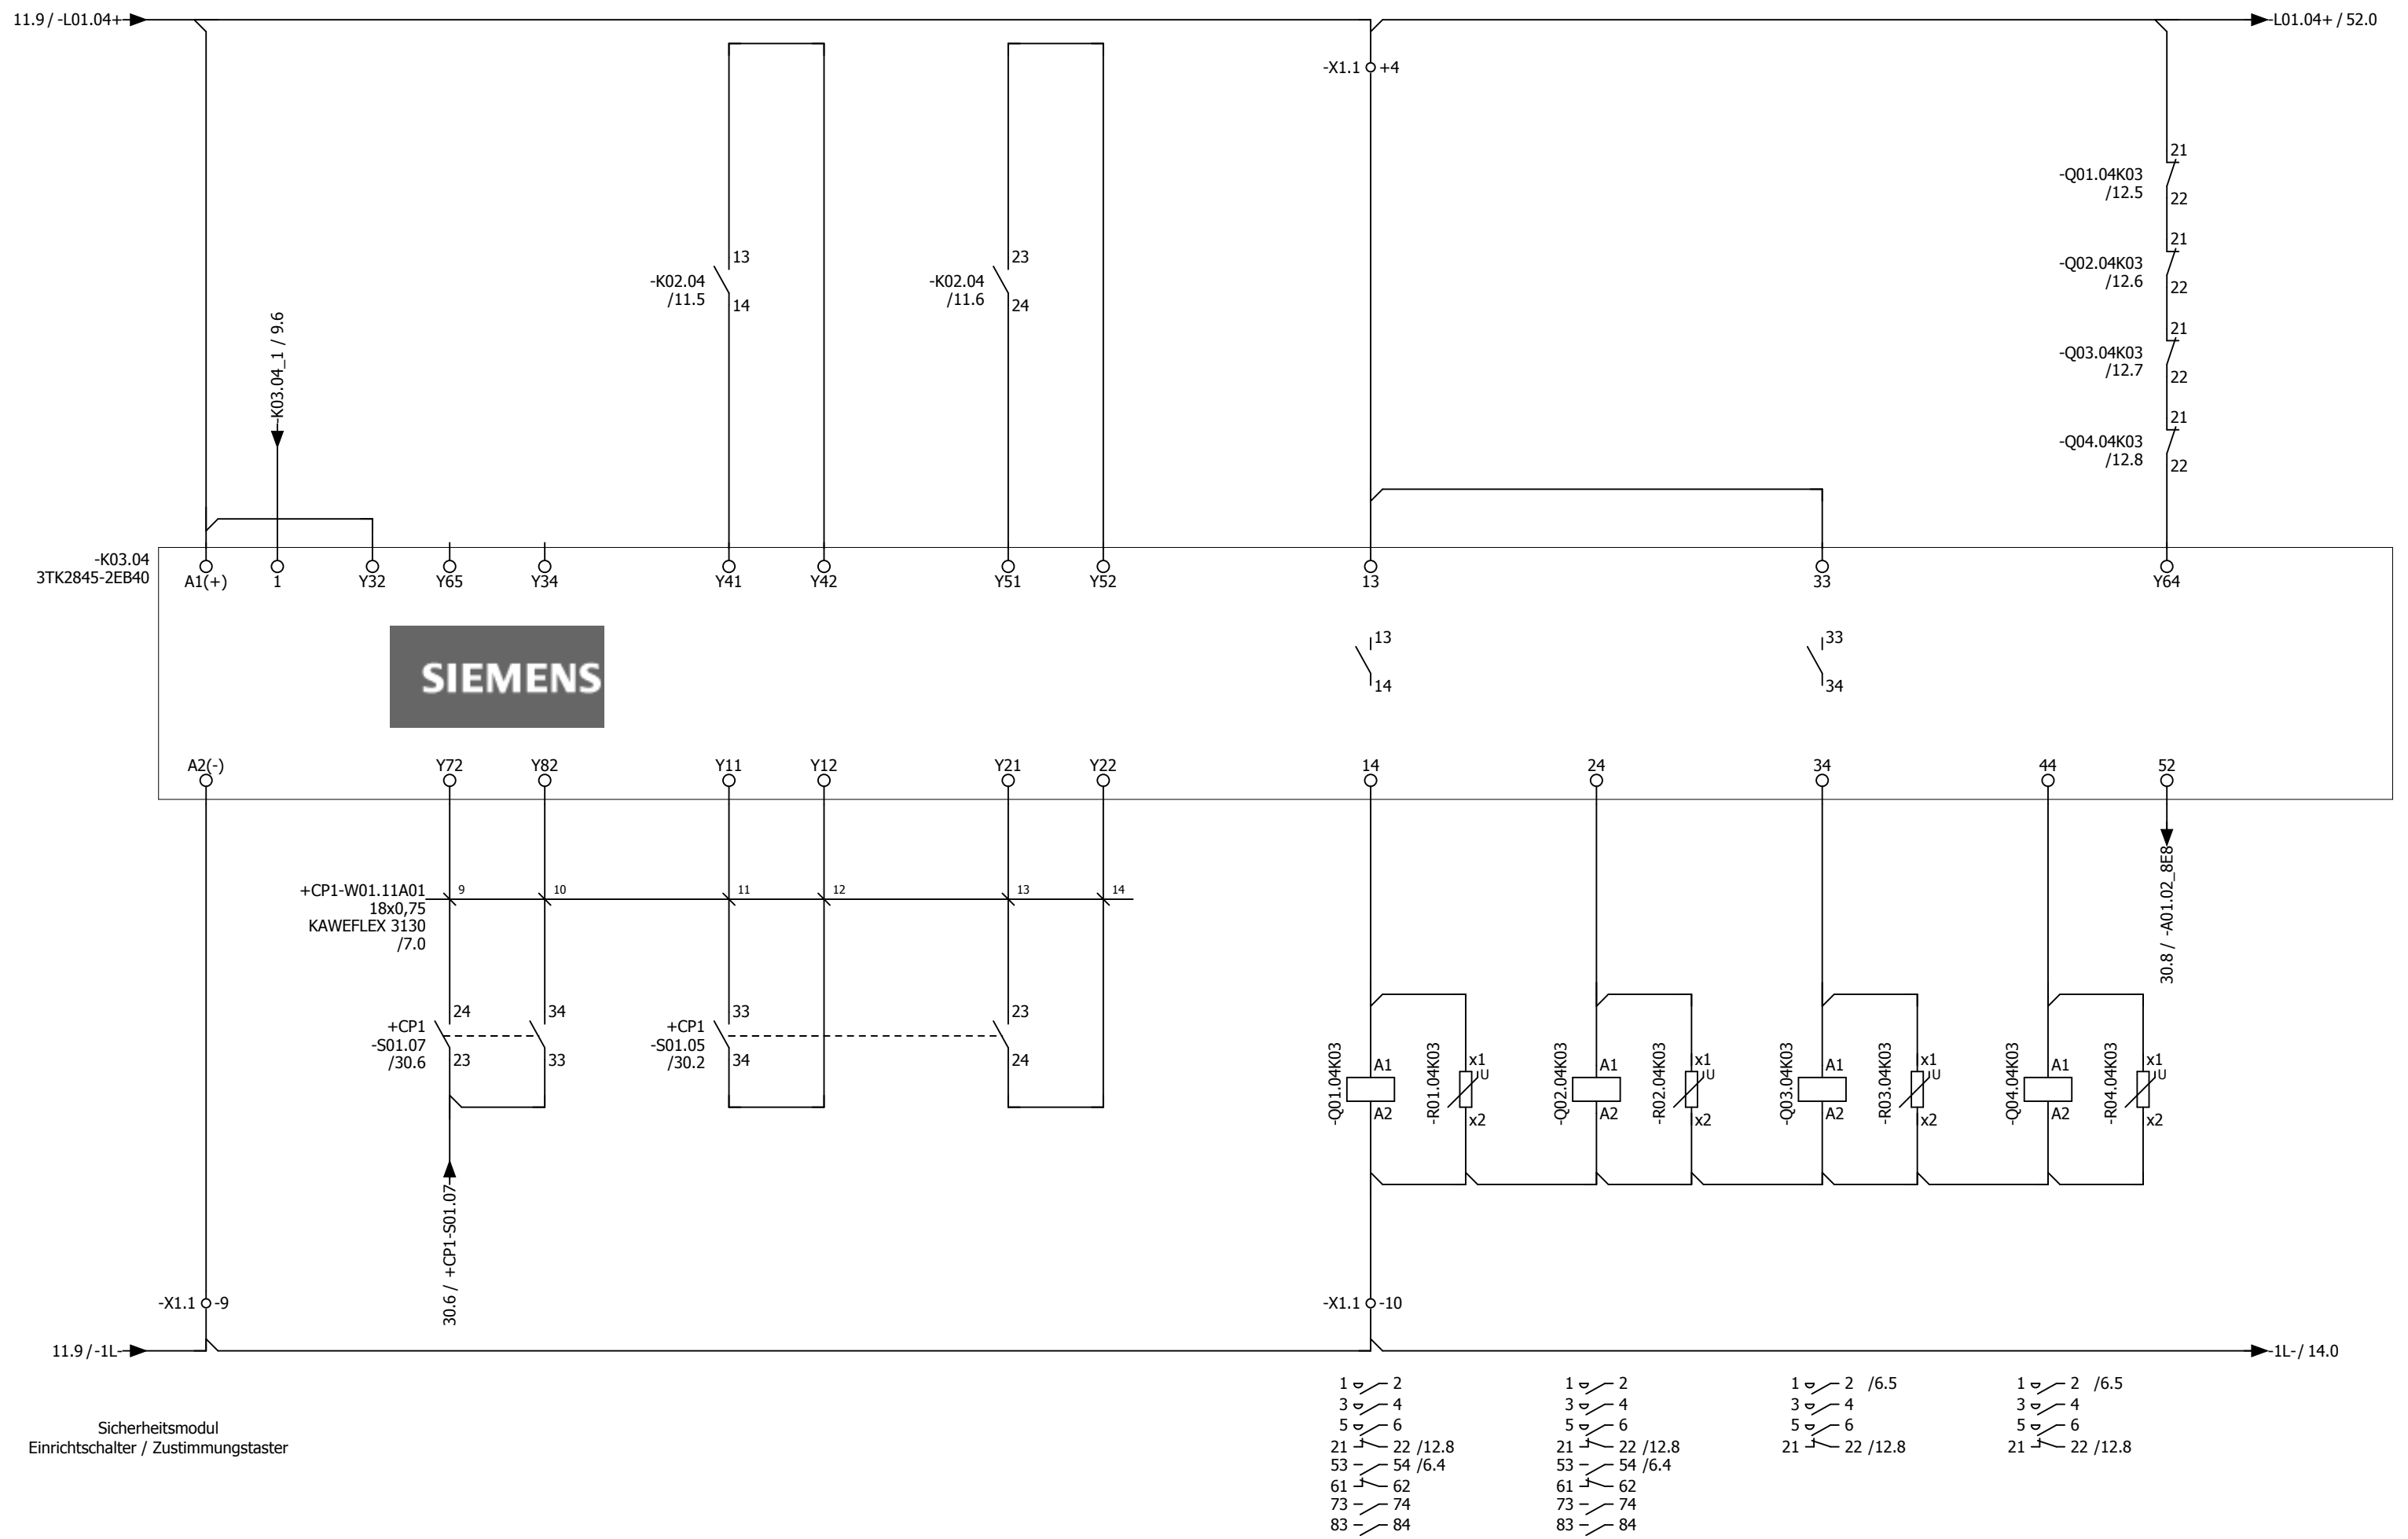 11.9 / -L01.04+
-L01.04+ / 52.0
-X1.1 +4
21
-Q01.04K03
/12.5
22
21
-Q02.04K03
/12.6
22
21
-Q03.04K03
/12.7
22
21
-Q04.04K03
/12.8
22
13
-K02.04
/11.5
14
23
-K02.04
/11.6
24
-K03.04_1 / 9.6
-K03.04
3TK2845-2EB40
A1(+) 1 Y32 Y65 Y34 Y41 Y42 Y51 Y52 13 33 Y64
SIEMENS
13
14
33
34
A2(-) Y72 Y82 Y11 Y12 Y21 Y22 14 24 34 44 52
+CP1-W01.11A01
18x0,75
KAWEFLEX 3130
/7.0
9 10 11 12 13 14
30.8 / -A01.02_8E8
24
+CP1
-S01.07
/30.6
23
34
33
33
+CP1
-S01.05
/30.2
34
23
24
-Q01.04K03
A1
A2
-R01.04K03
x1
U
x2
-Q02.04K03
A1
A2
-R02.04K03
x1
U
x2
-Q03.04K03
A1
A2
-R03.04K03
x1
U
x2
-Q04.04K03
A1
A2
-R04.04K03
x1
U
x2
30.6 / +CP1-S01.07
-X1.1 -9
-X1.1 -10
11.9 / -1L-
-1L- / 14.0
Sicherheitsmodul
Einrichtschalter / Zustimmungstaster
1 2
3 4
5 6
21 22 /12.8
53 54 /6.4
61 62
73 74
83 84
1 2
3 4
5 6
21 22 /12.8
53 54 /6.4
61 62
73 74
83 84
1 2 /6.5
3 4
5 6
21 22 /12.8
1 2 /6.5
3 4
5 6
21 22 /12.8